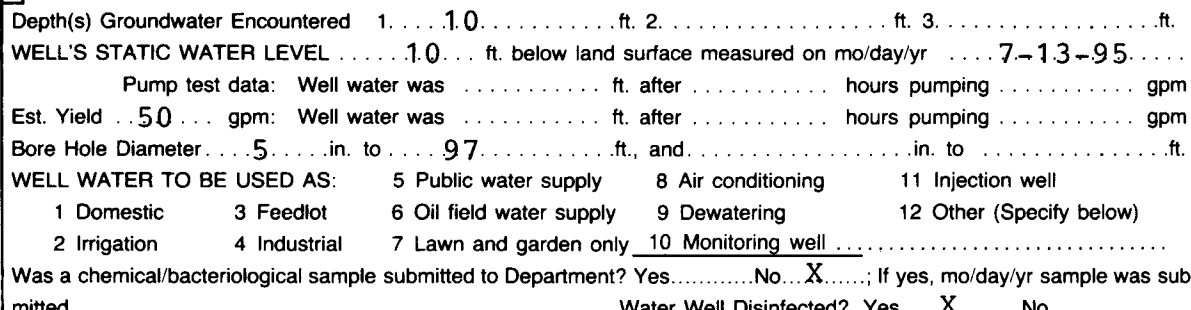 Depth(s) Groundwater Encountered 1. . . . . 10. . . . . . . . . . . . .ft. 2. . . . . . . . . . . . . . . . . . . . . ft. 3. . . . . . . . . . . . . . . . . . .ft.
WELL'S STATIC WATER LEVEL . . . . . . .10. . . ft. below land surface measured on mo/day/yr . . . . 7-13-95. . . . . .
Pump test data: Well water was . . . . . . . . . . . ft. after . . . . . . . . . . . hours pumping . . . . . . . . . . . gpm
Est. Yield . .50. . . gpm: Well water was . . . . . . . . . . . ft. after . . . . . . . . . . . hours pumping . . . . . . . . . . . gpm
Bore Hole Diameter. . . .5. . . . .in. to . . . . .97. . . . . . . . . . . .ft., and. . . . . . . . . . . . . . . . . . .in. to . . . . . . . . . . . . . . . .ft.
WELL WATER TO BE USED AS: 5 Public water supply 8 Air conditioning 11 Injection well
1 Domestic 3 Feedlot 6 Oil field water supply 9 Dewatering 12 Other (Specify below)
2 Irrigation 4 Industrial 7 Lawn and garden only 10 Monitoring well . . . . . . . . . . . . . . . . . . . . . . . . . . . . . . . .
Was a chemical/bacteriological sample submitted to Department? Yes............No...X......; If yes, mo/day/yr sample was sub
mitted Water Well Disinfected? Yes X No